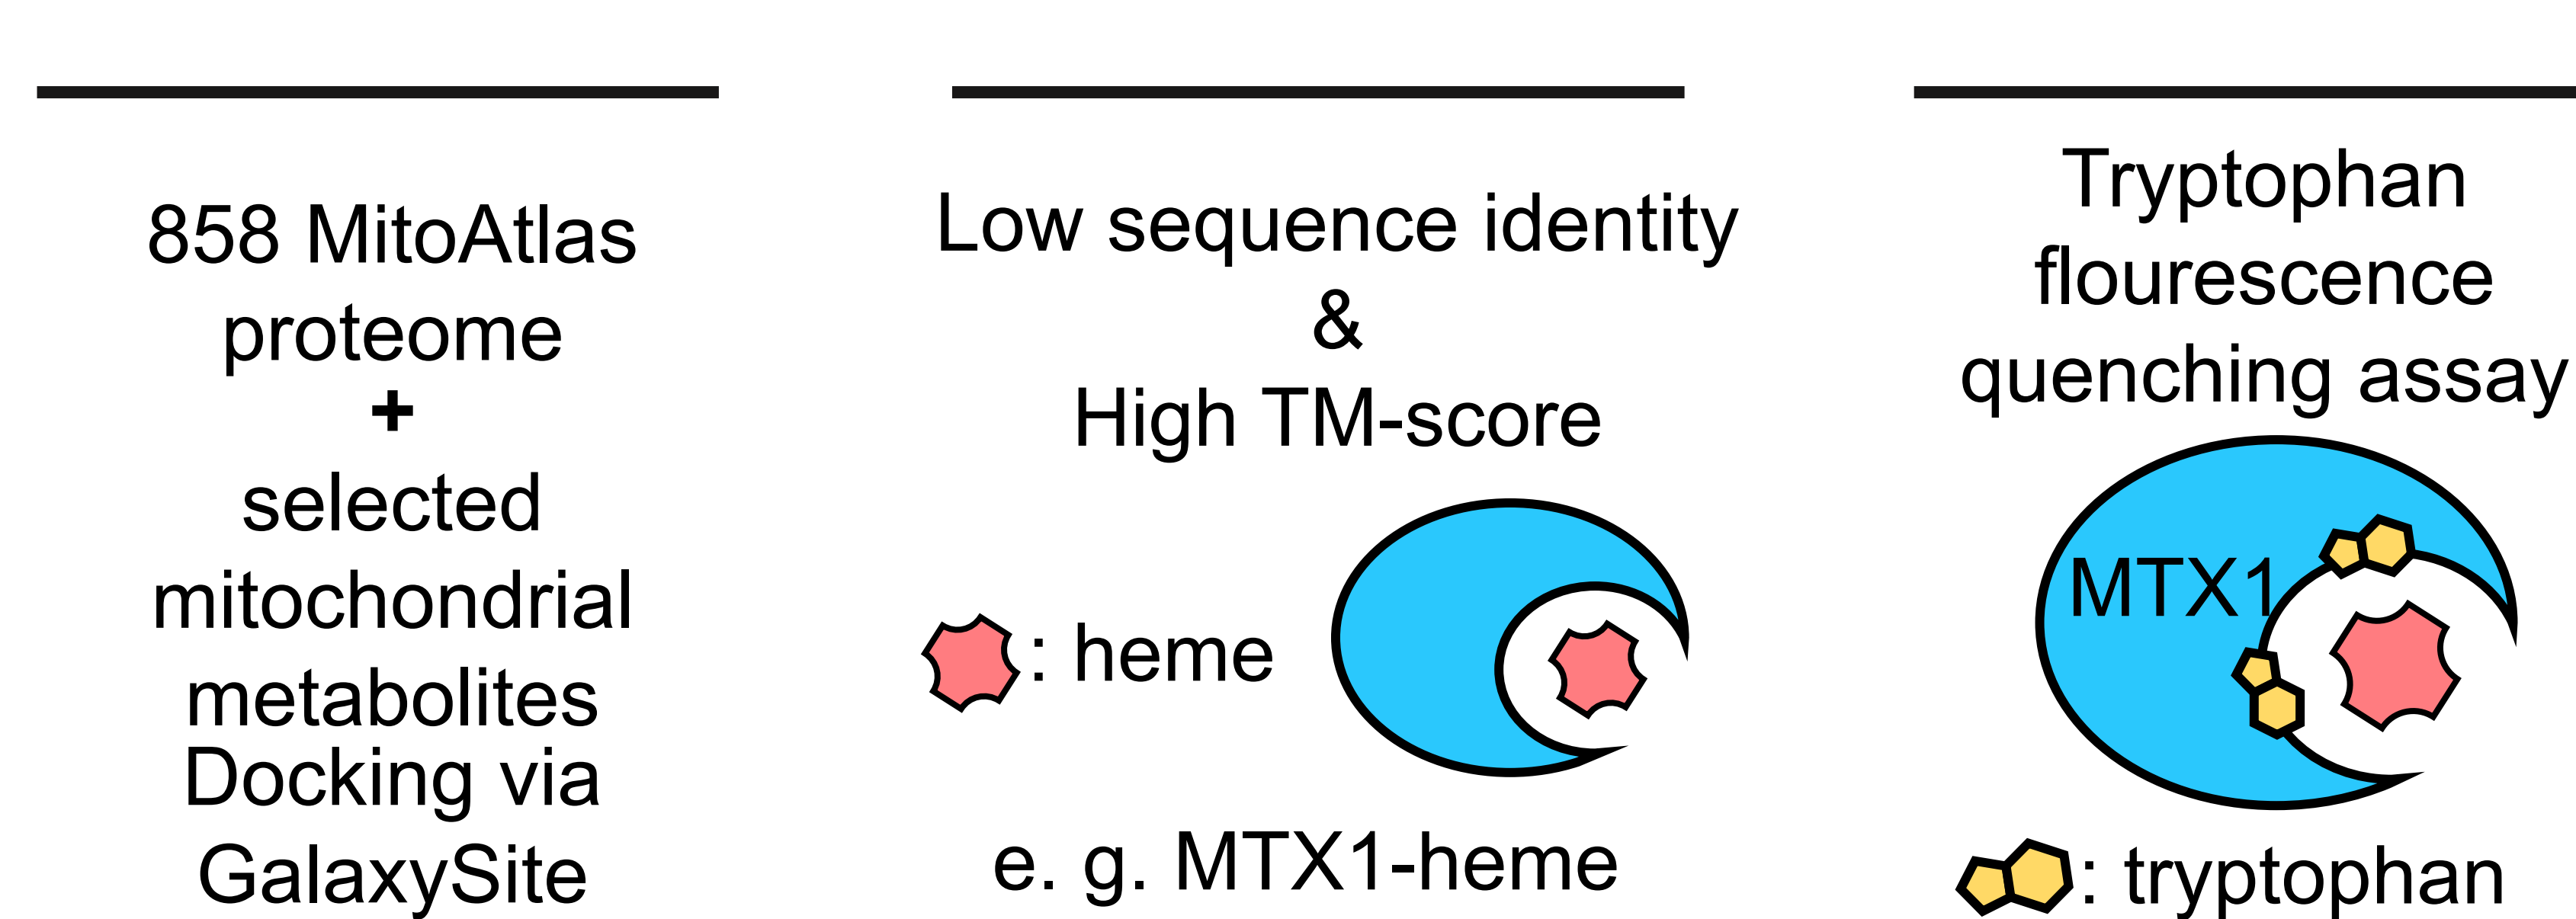 858 MitoAtlas
proteome
+
selected
mitochondrial
metabolites
Docking via
GalaxySite
Low sequence identity
&
High TM-score
: heme
e. g. MTX1-heme
Tryptophan
flourescence
quenching assay
MTX1
: tryptophan